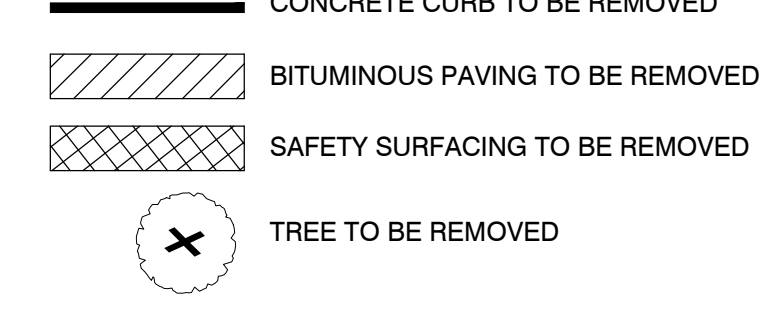 CONCRETE CURB TO BE REMOVED
BITUMINOUS PAVING TO BE REMOVED
SAFETY SURFACING TO BE REMOVED
TREE TO BE REMOVED